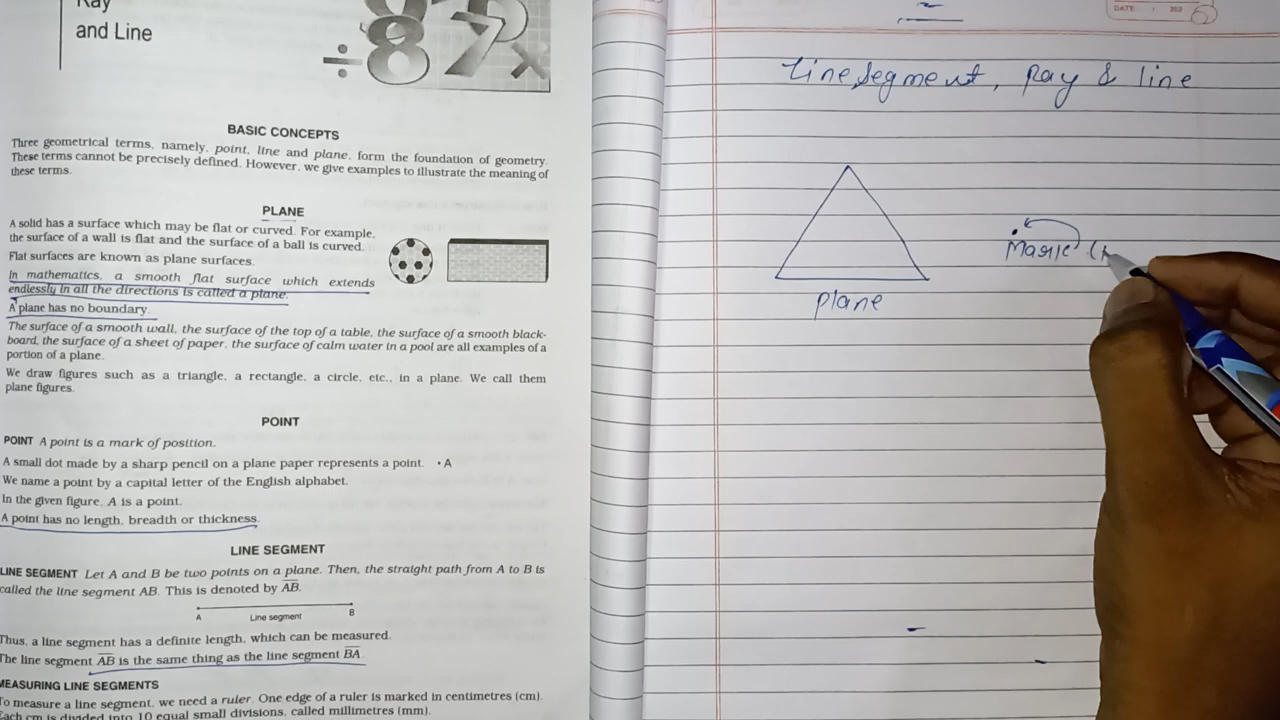 Ray
and Line
BASIC CONCEPTS
Three geometrical terms, namely, point, line and plane, form the foundation of geometry.
These terms cannot be precisely defined. However, we give examples to illustrate the meaning of
these terms.
PLANE
A solid has a surface which may be flat or curved. For example,
the surface of a wall is flat and the surface of a ball is curved.
Flat surfaces are known as plane surfaces.
In mathematics, a smooth flat surface which extends
endlessly in all the directions is called a plane.
A plane has no boundary.
The surface of a smooth wall, the surface of the top of a table, the surface of a smooth black-
board, the surface of a sheet of paper, the surface of calm water in a pool are all examples of a
portion of a plane.
We draw figures such as a triangle, a rectangle, a circle, etc., in a plane. We call them
plane figures.
POINT
POINT A point is a mark of position.
A small dot made by a sharp pencil on a plane paper represents a point. • A
We name a point by a capital letter of the English alphabet.
In the given figure, A is a point.
A point has no length, breadth or thickness.
LINE SEGMENT
LINE SEGMENT Let A and B be two points on a plane. Then, the straight path from A to B is
called the line segment AB. This is denoted by A̅B̅.
A Line segment B
Thus, a line segment has a definite length, which can be measured.
The line segment A̅B̅ is the same thing as the line segment B̅A̅.
MEASURING LINE SEGMENTS
To measure a line segment, we need a ruler. One edge of a ruler is marked in centimetres (cm).
Each cm is divided into 10 equal small divisions, called millimetres (mm).
÷ 8 7 x
DATE
Line, Segment, Ray & line
plane